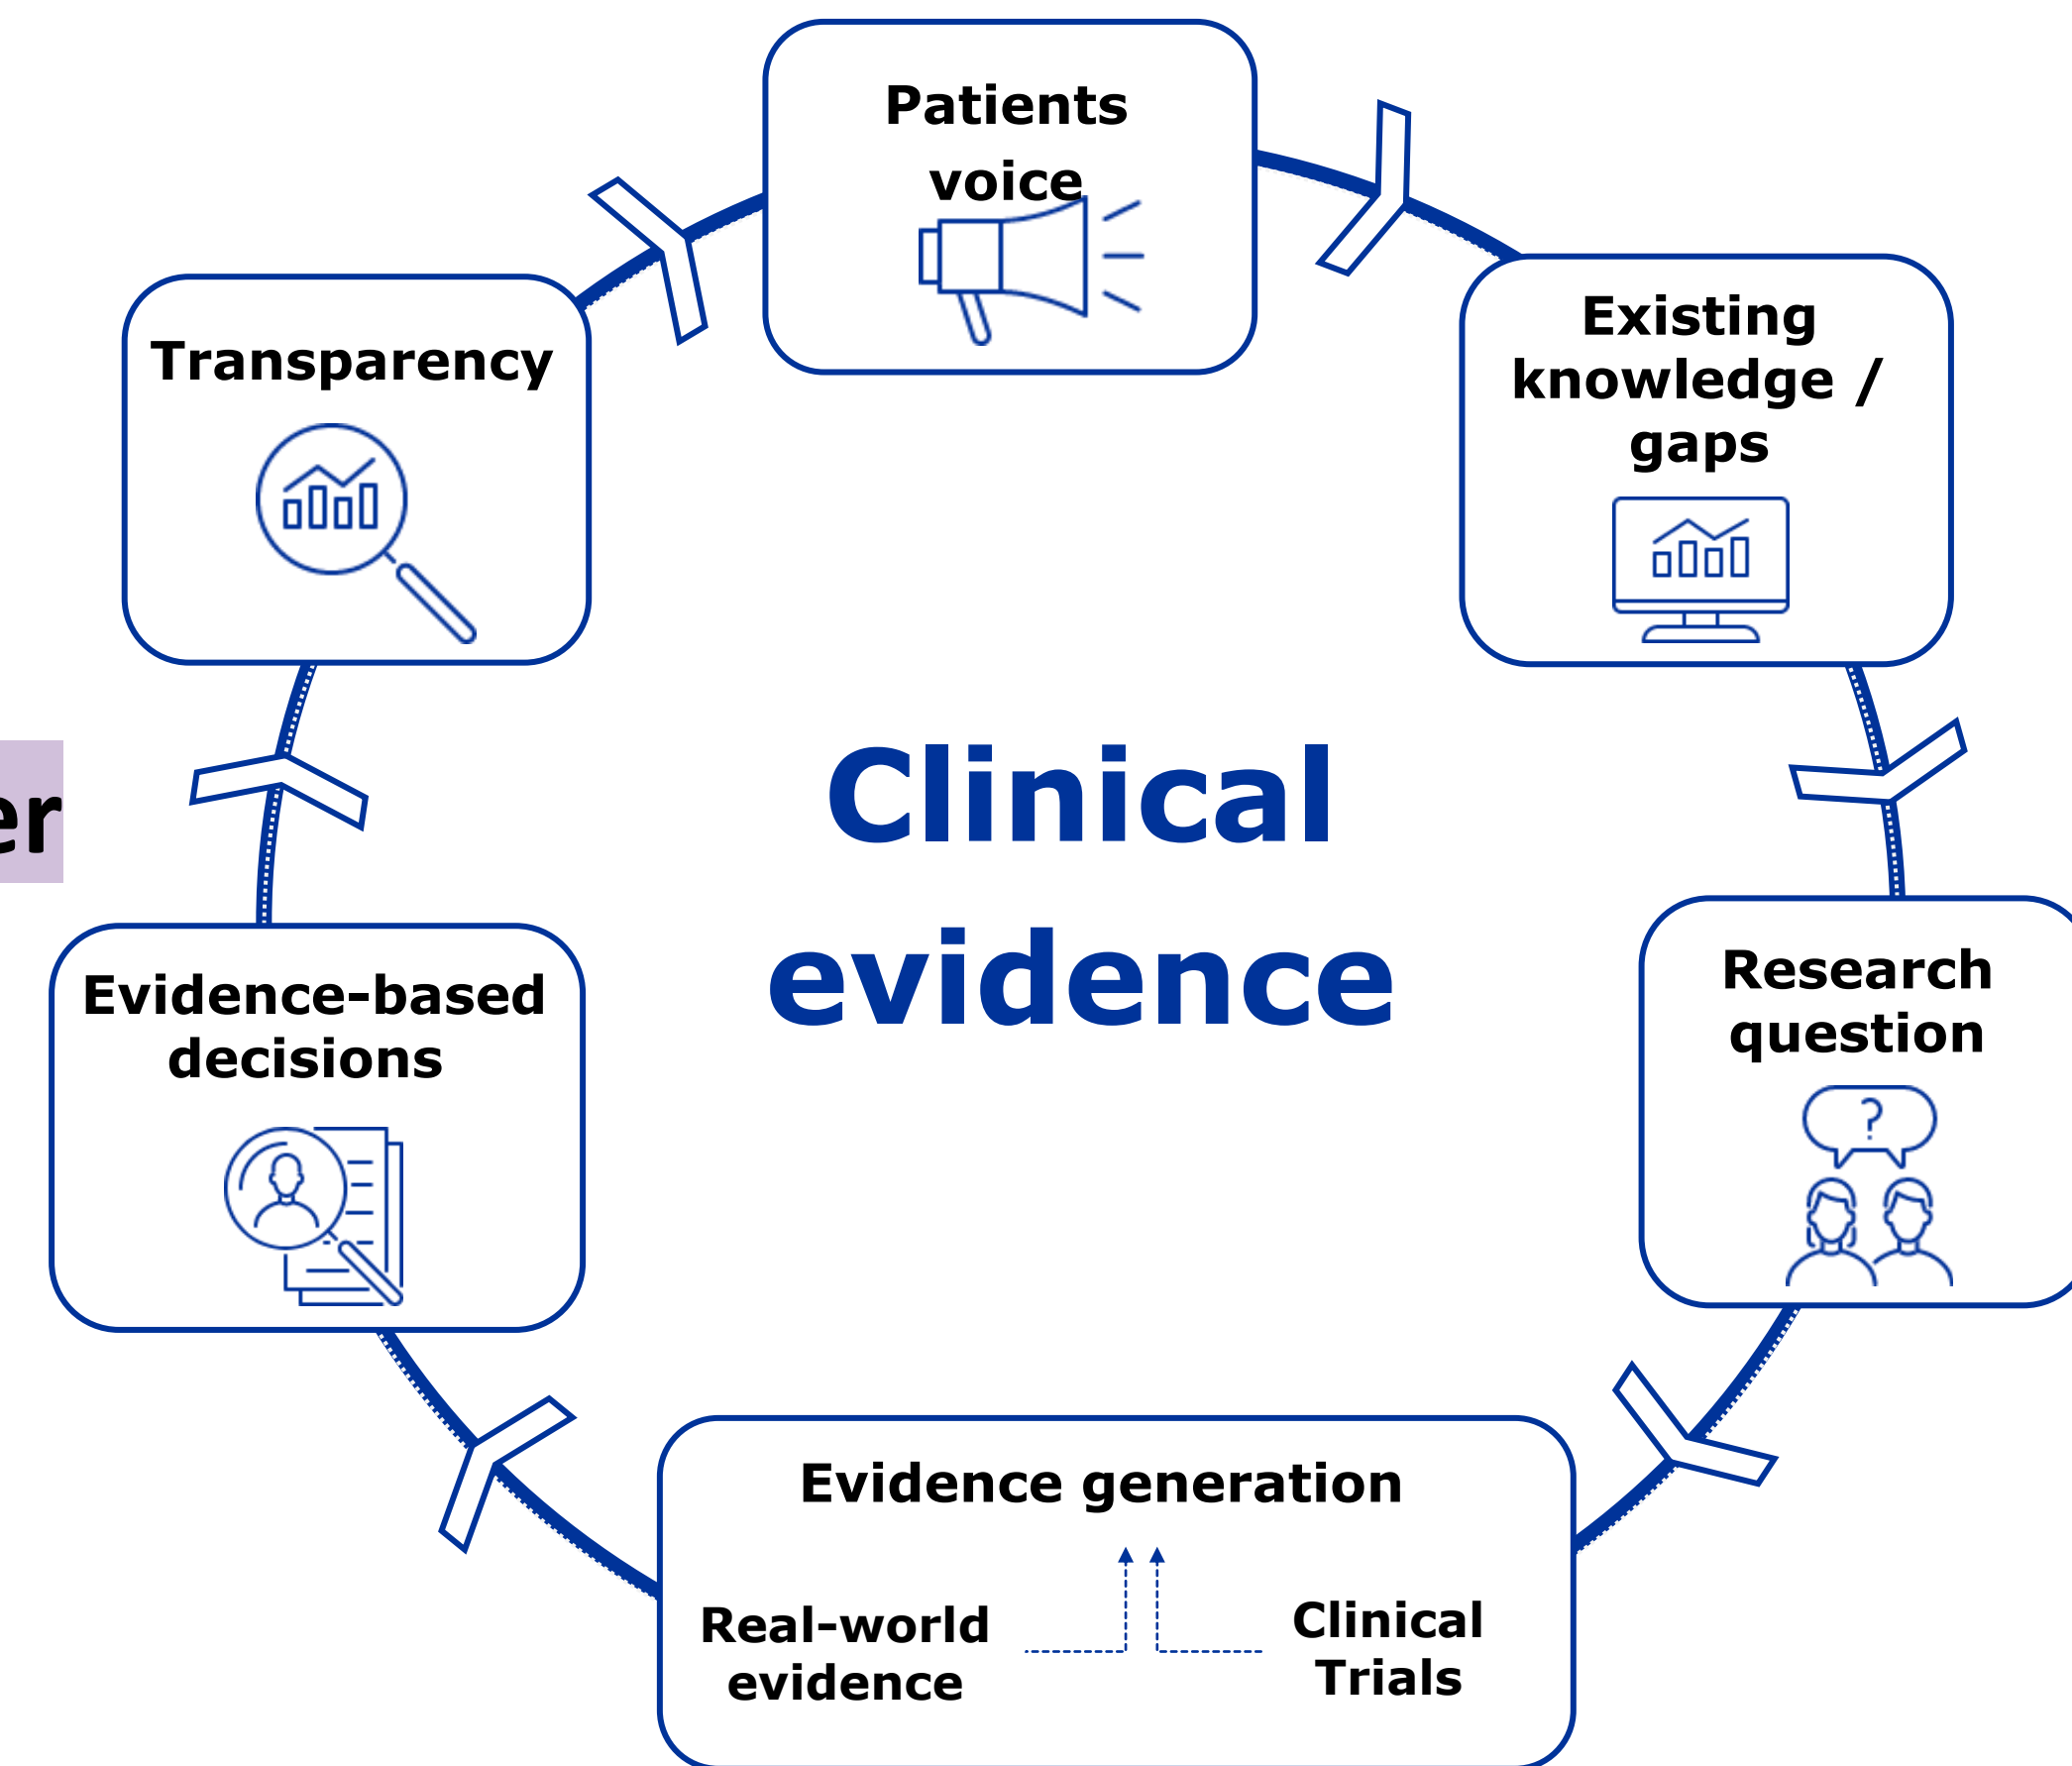 Patients
voice
Existing
knowledge /
gaps
Transparency
Clinical
evidence
er
Research
question
?
Evidence-based
decisions
Evidence generation
Real-world
evidence
Clinical
Trials